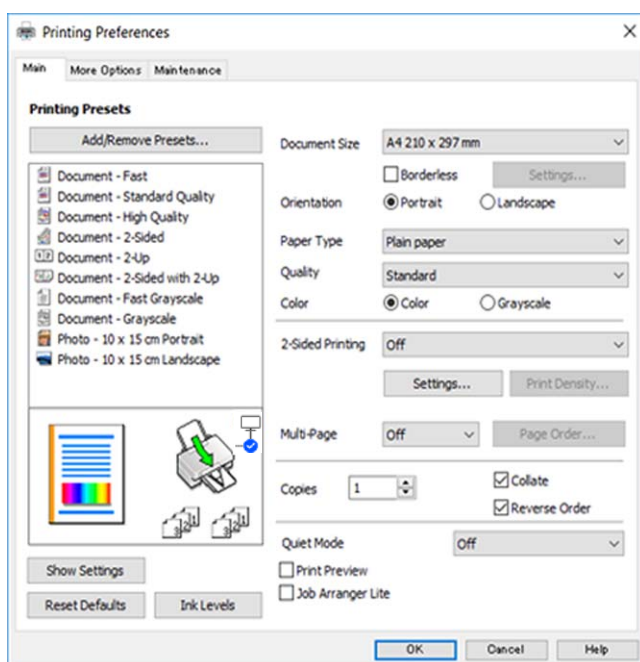 Printing Preferences
Main
More Options
Maintenance
Printing Presets
Add/Remove Presets...
Document - Fast
Document - Standard Quality
Document - High Quality
Document - 2-Sided
Document - 2-Up
Document - 2-Sided with 2-Up
Document - Fast Grayscale
Document - Grayscale
Photo - 10 x 15 cm Portrait
Photo - 10 x 15 cm Landscape
Show Settings
Reset Defaults
Ink Levels
Document Size
A4 210 x 297 mm
Borderless
Settings...
Orientation
Portrait
Landscape
Paper Type
Plain paper
Quality
Standard
Color
Color
Grayscale
2-Sided Printing
Off
Settings...
Print Density...
Multi-Page
Off
Page Order...
Copies
1
Collate
Reverse Order
Quiet Mode
Off
Print Preview
Job Arranger Lite
OK
Cancel
Help